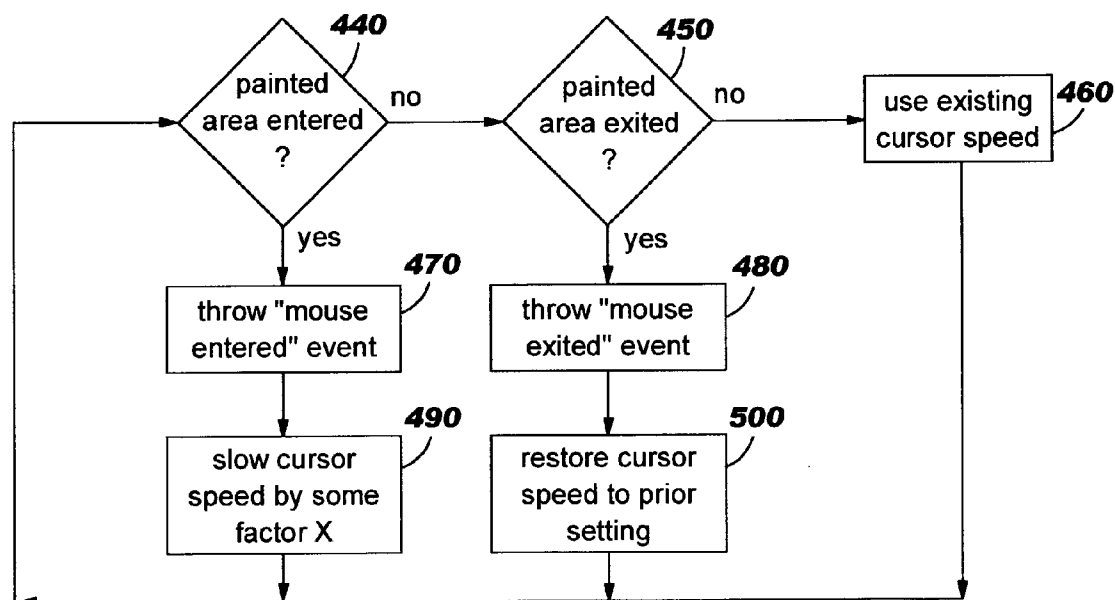 440
painted
area entered
?
no
yes
450
painted
area exited
?
no
yes
460
use existing
cursor speed
470
throw "mouse
entered" event
480
throw "mouse
exited" event
490
slow cursor
speed by some
factor X
500
restore cursor
speed to prior
setting